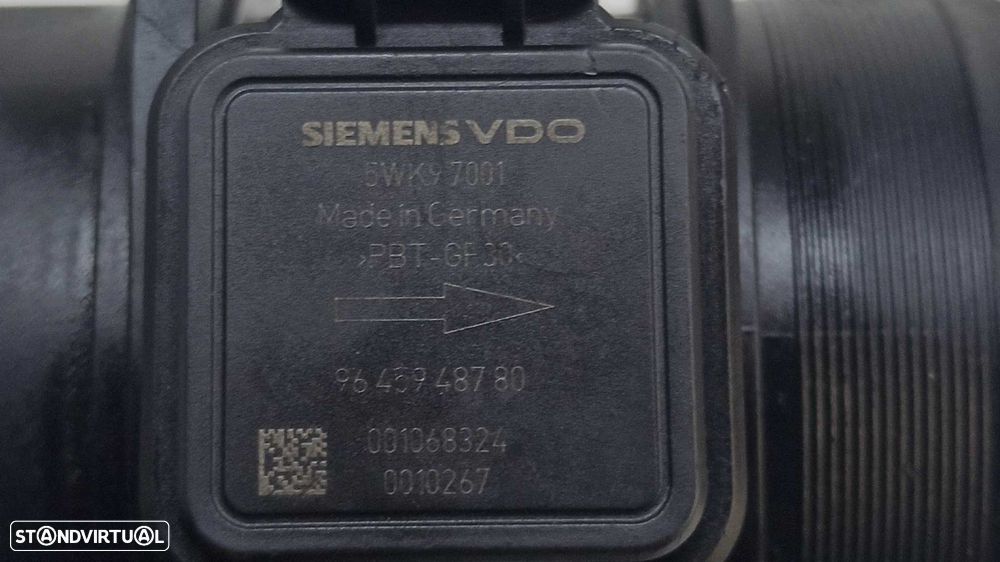 SIEMENS VDO
5WK9 7001
Made in Germany
›PBT-GF30‹
96 459 487 80
001068324
0010267
STANDVIRTUAL